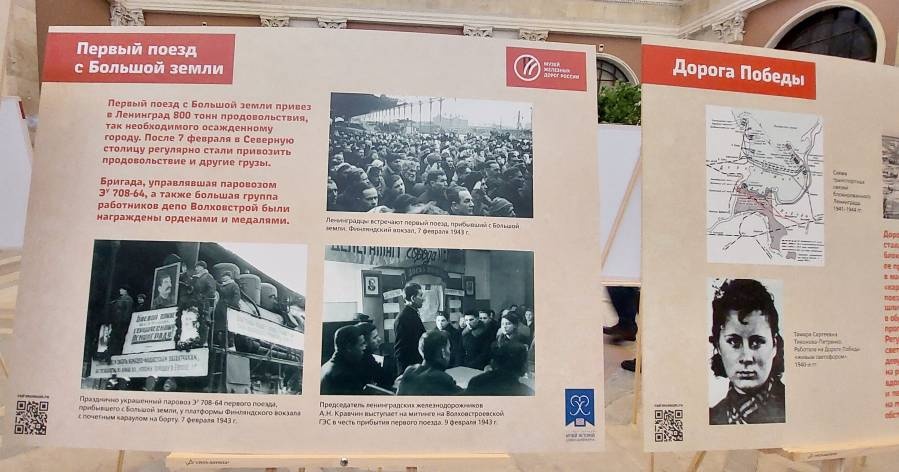 Первый поезд
с Большой земли
МУЗЕЙ
ЖЕЛЕЗНЫХ
ДОРОГ РОССИИ
Первый поезд с Большой земли привез
в Ленинград 800 тонн продовольствия,
так необходимого осажденному
городу. После 7 февраля в Северную
столицу регулярно стали привозить
продовольствие и другие грузы.
Бригада, управлявшая паровозом
Эу 708-64, а также большая группа
работников депо Волховстрой были
награждены орденами и медалями.
Ленинградцы встречают первый поезд, прибывший с Большой
земли. Финляндский вокзал, 7 февраля 1943 г.
Празднично украшенный паровоз Эу 708-64 первого поезда,
прибывшего с Большой земли, у платформы Финляндского вокзала
с почетным караулом на борту. 7 февраля 1943 г.
Председатель ленинградских железнодорожников
А.Н. Кравчин выступает на митинге на Волховстроевской
ГЭС в честь прибытия первого поезда. 9 февраля 1943 г.
Дорога Победы
Схема
транспортных
связей
блокированного
Ленинграда.
1941-1944 гг.
Тамара Сергеевна
Тихонова-Петренко.
Работала на Дороге Победы
«живым светофором».
1940-е гг.